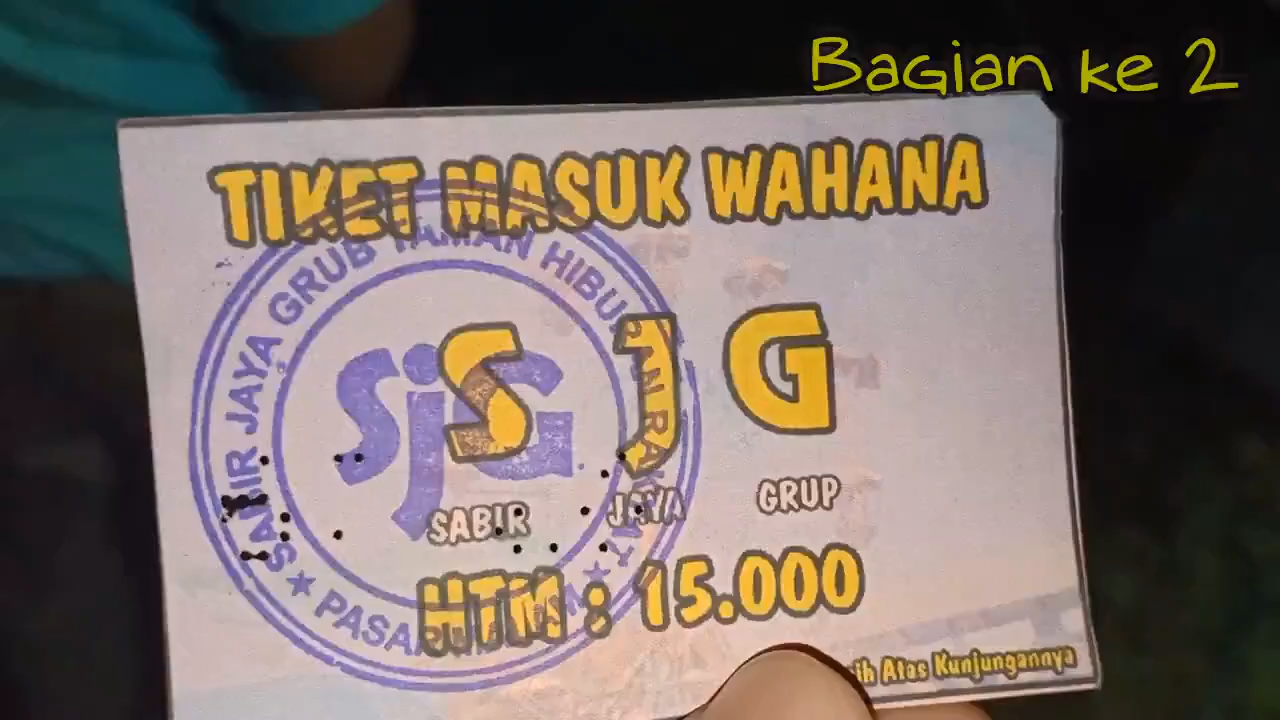 Bagian ke 2
TIKET MASUK WAHANA
SABIR JAYA GRUB TAMAN HIBURAN RAKYAT
SJG
S J G
SABIR JAYA GRUP
HTM : 15.000
Atas Kunjungannya